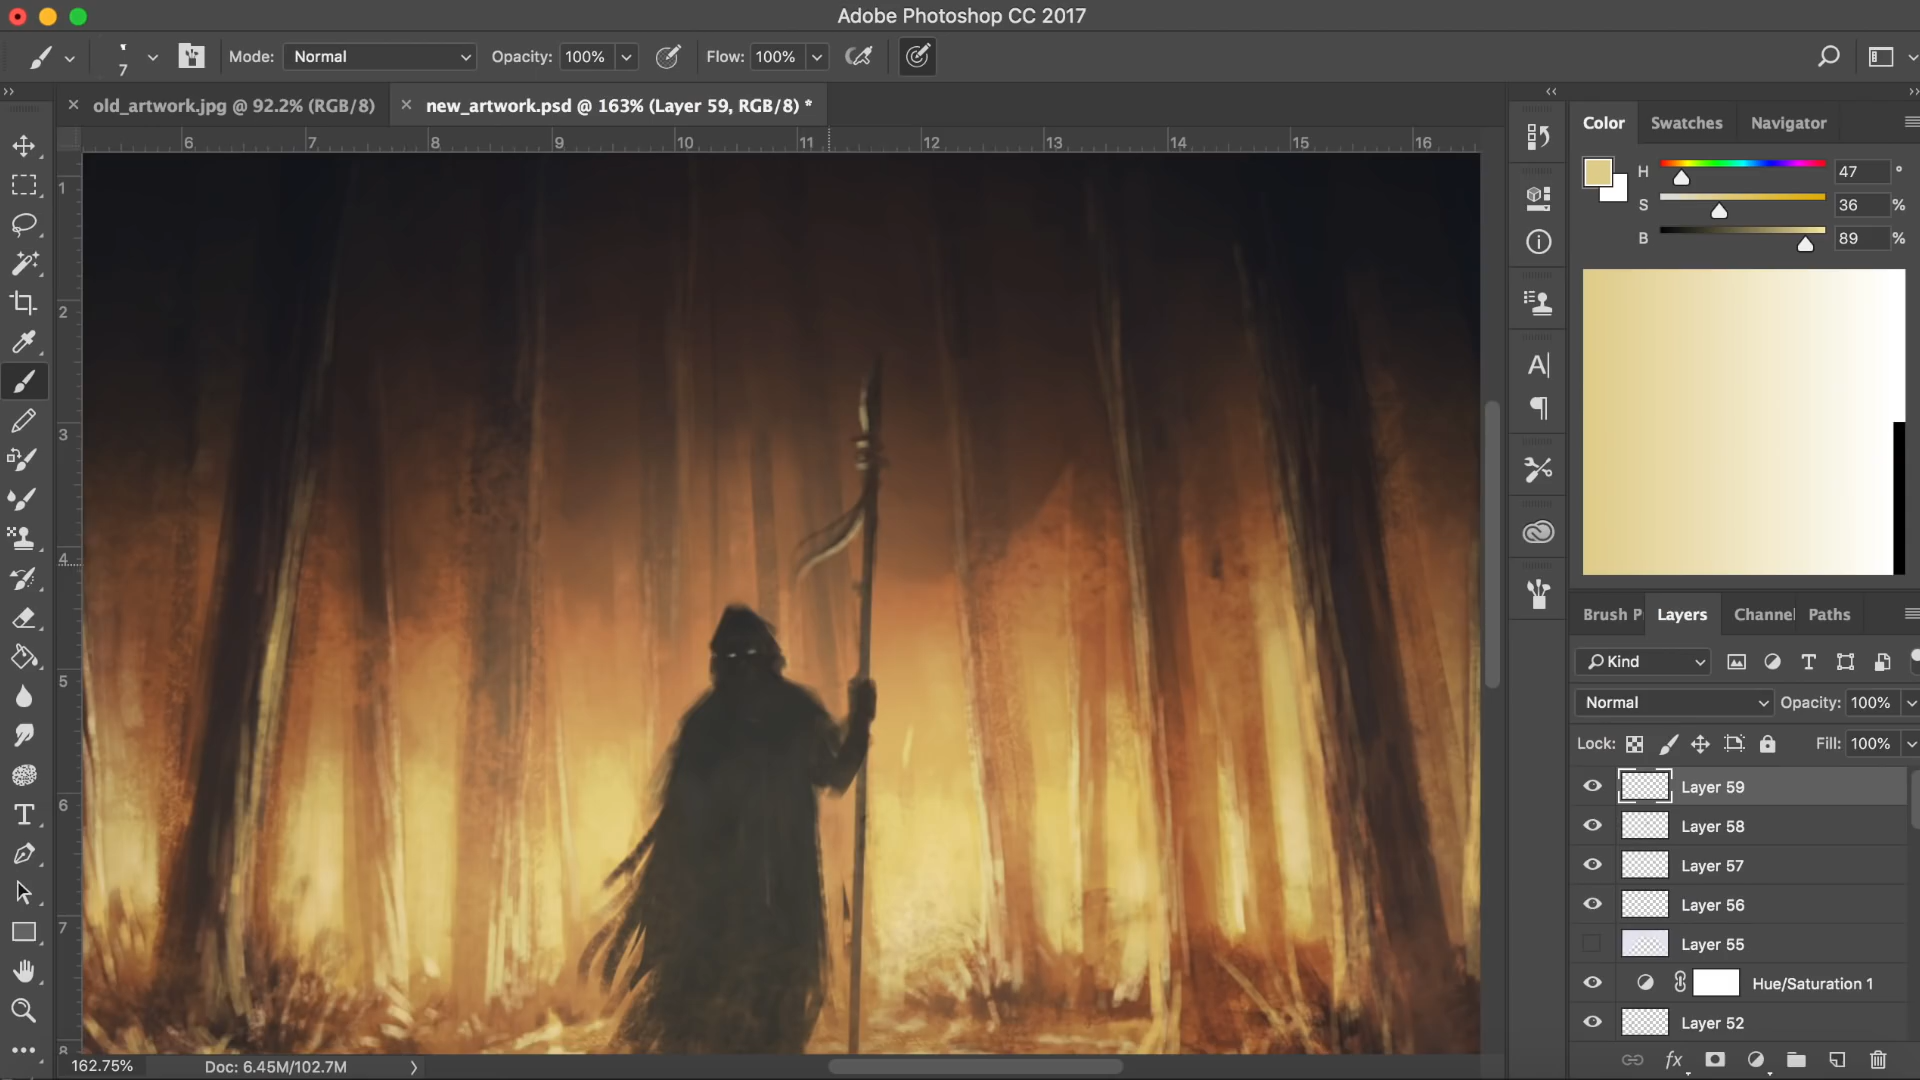 Adobe Photoshop CC 2017
7 Mode: Normal Opacity: 100% Flow: 100%
old_artwork.jpg @ 92.2% (RGB/8) new_artwork.psd @ 163% (Layer 59, RGB/8) *
6 7 8 9 10 11 12 13 14 15 16
1
2
3
4
5
6
7
8
Color Swatches Navigator
H 47 °
S 36 %
B 89 %
Brush P Layers Channel Paths
Kind
Normal Opacity: 100%
Lock: Fill: 100%
Layer 59
Layer 58
Layer 57
Layer 56
Layer 55
Hue/Saturation 1
Layer 52
fx
162.75% Doc: 6.45M/102.7M